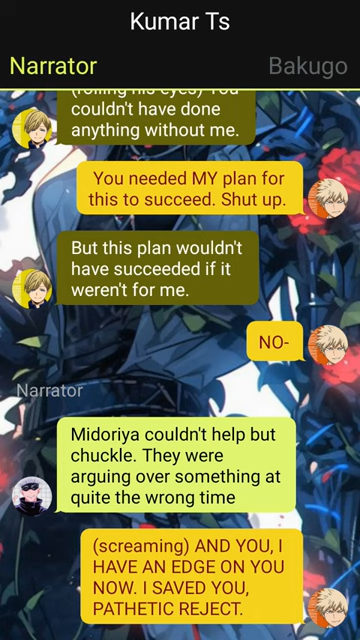 Kumar Ts
Narrator
Bakugo
(rolling his eyes) You
couldn't have done
anything without me.
You needed MY plan for
this to succeed. Shut up.
But this plan wouldn't
have succeeded if it
weren't for me.
NO-
Narrator
Midoriya couldn't help but
chuckle. They were
arguing over something at
quite the wrong time
(screaming) AND YOU, I
HAVE AN EDGE ON YOU
NOW. I SAVED YOU,
PATHETIC REJECT.